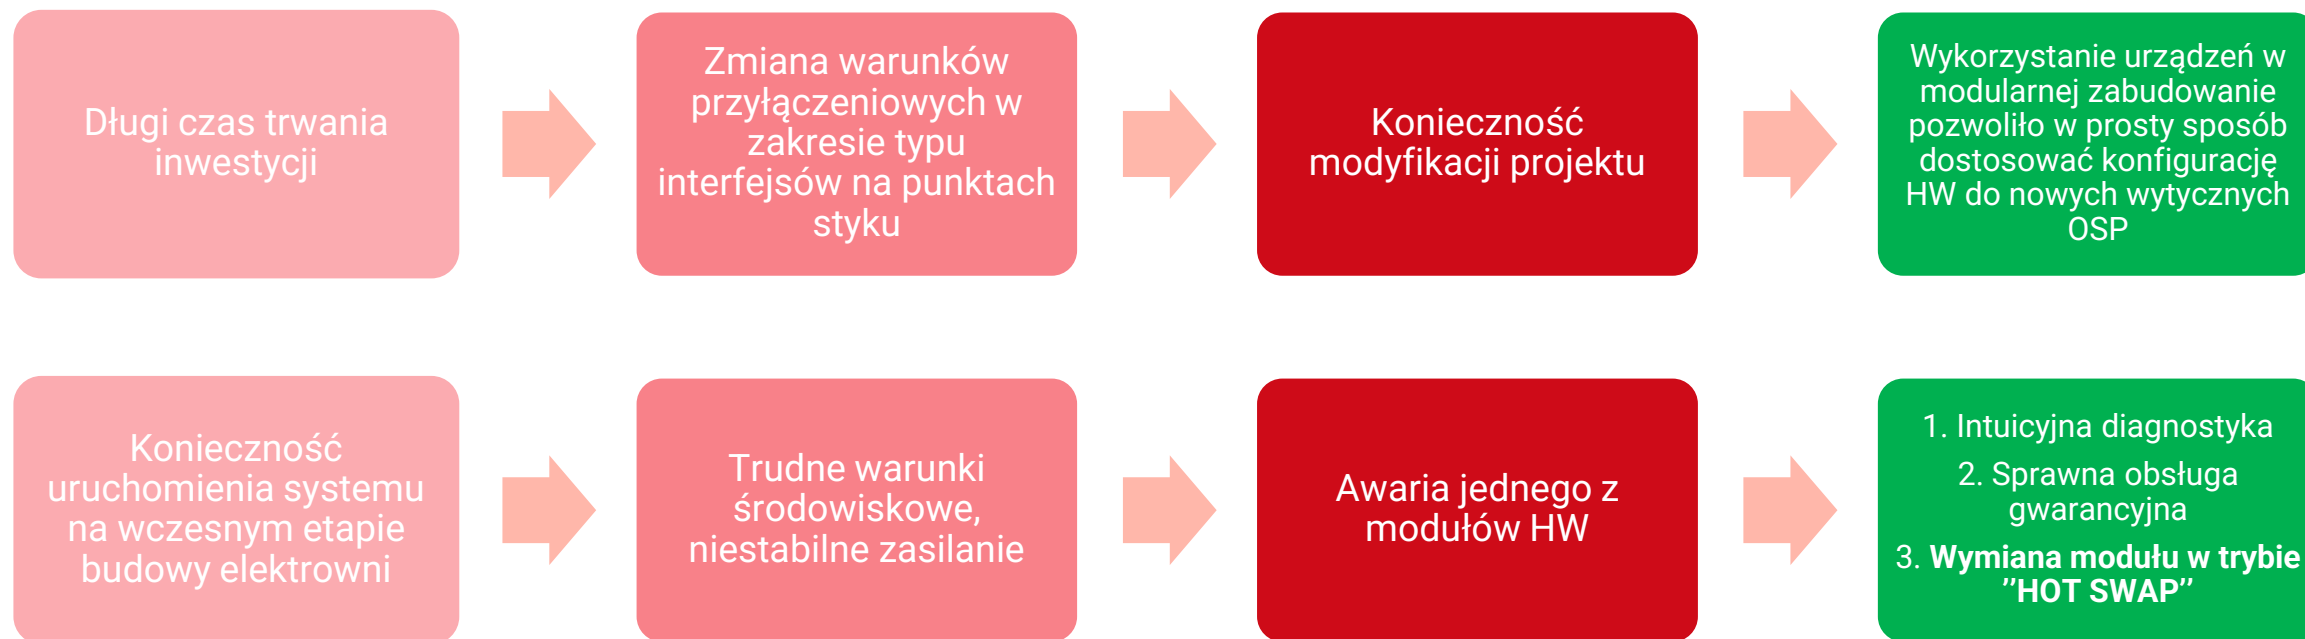 Długi czas trwania
inwestycji
Zmiana warunków
przyłączeniowych w
zakresie typu
interfejsów na punktach
styku
Konieczność
modyfikacji projektu
Wykorzystanie urządzeń w
modularnej zabudowanie
pozwoliło w prosty sposób
dostosować konfigurację
HW do nowych wytycznych
OSP
Konieczność
uruchomienia systemu
na wczesnym etapie
budowy elektrowni
Trudne warunki
środowiskowe,
niestabilne zasilanie
Awaria jednego z
modułów HW
1. Intuicyjna diagnostyka
2. Sprawna obsługa
gwarancyjna
3. Wymiana modułu w trybie
’’HOT SWAP’’